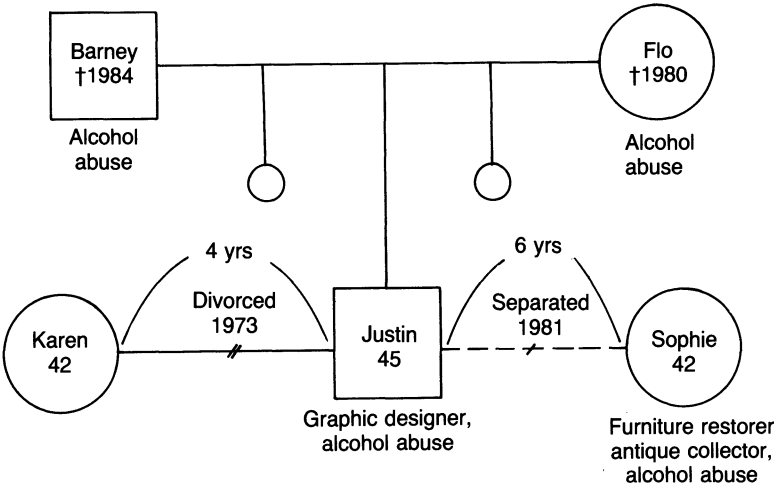 Barney
†1984
Alcohol
abuse
Flo
†1980
Alcohol
abuse
4 yrs
6 yrs
Divorced
1973
Separated
1981
Karen
42
Justin
45
Sophie
42
Graphic designer,
alcohol abuse
Furniture restorer
antique collector,
alcohol abuse